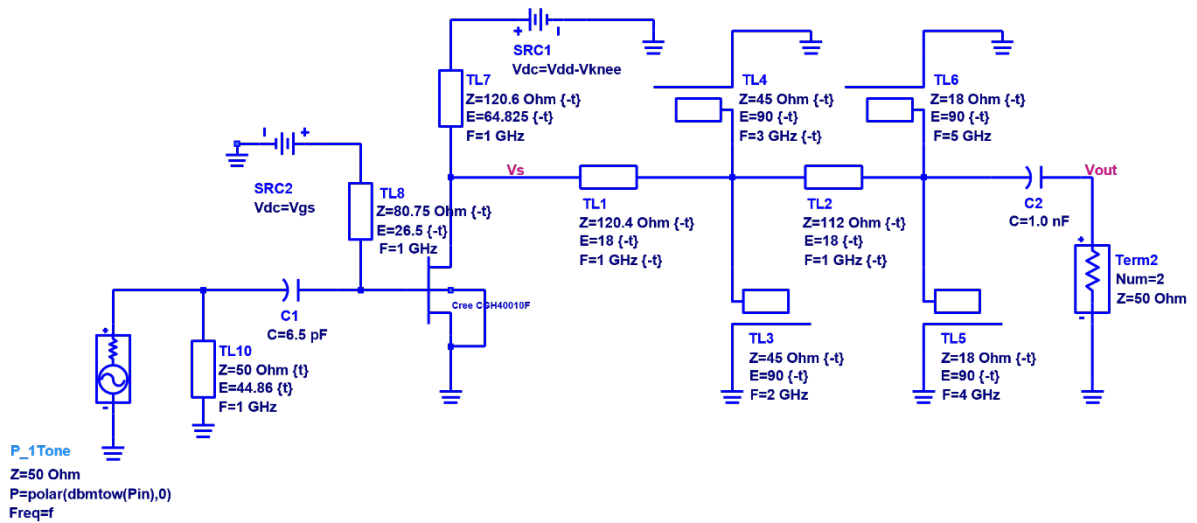 SRC1
Vdc=Vdd-Vknee
TL7
Z=120.6 Ohm {-t}
E=64.825 {-t}
F=1 GHz
TL4
Z=45 Ohm {-t}
E=90 {-t}
F=3 GHz {-t}
TL6
Z=18 Ohm {-t}
E=90 {-t}
F=5 GHz
SRC2
Vdc=Vgs
TL8
Z=80.75 Ohm {-t}
E=26.5 {-t}
F=1 GHz
Vs
TL1
Z=120.4 Ohm {-t}
E=18 {-t}
F=1 GHz {-t}
TL2
Z=112 Ohm {-t}
E=18 {-t}
F=1 GHz {-t}
C2
C=1.0 nF
Vout
Term2
Num=2
Z=50 Ohm
Cree CGH40010F
C1
C=6.5 pF
TL10
Z=50 Ohm {t}
E=44.86 {t}
F=1 GHz
TL3
Z=45 Ohm {-t}
E=90 {-t}
F=2 GHz
TL5
Z=18 Ohm {-t}
E=90 {-t}
F=4 GHz
P_1Tone
Z=50 Ohm
P=polar(dbmtow(Pin),0)
Freq=f